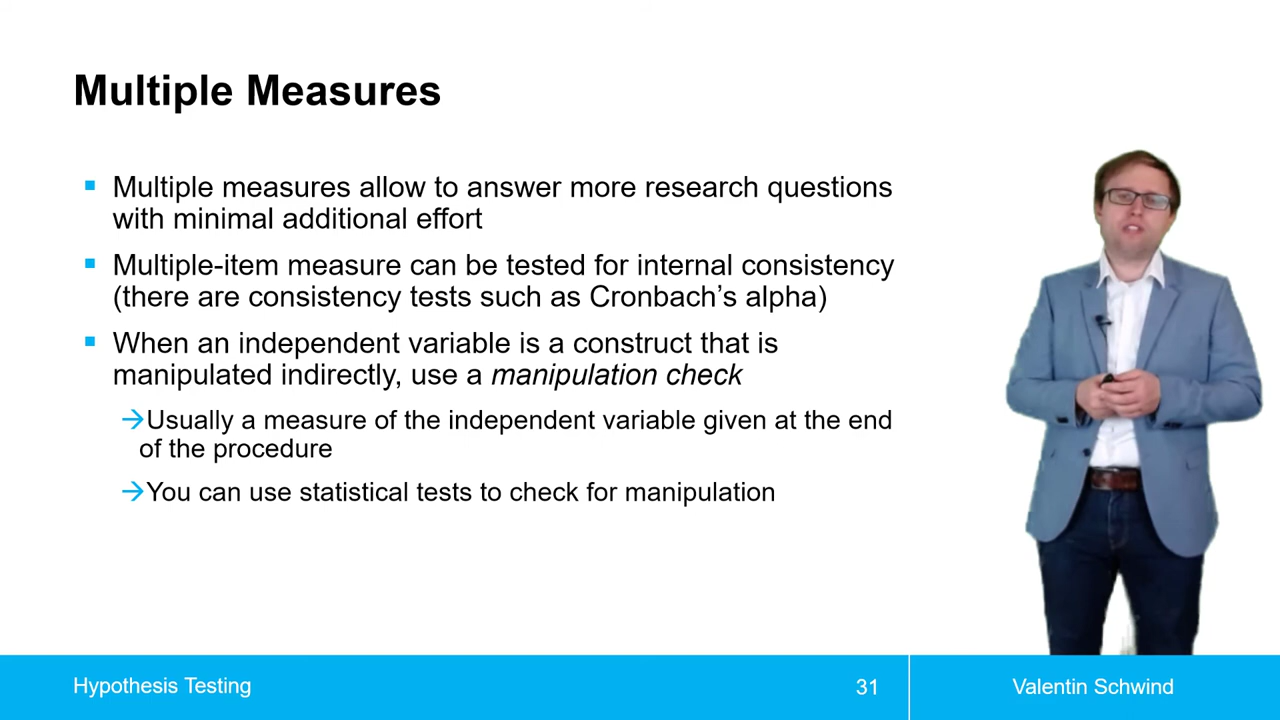 Multiple Measures
▪ Multiple measures allow to answer more research questions
with minimal additional effort
▪ Multiple-item measure can be tested for internal consistency
(there are consistency tests such as Cronbach’s alpha)
▪ When an independent variable is a construct that is
manipulated indirectly, use a manipulation check
→Usually a measure of the independent variable given at the end
of the procedure
→You can use statistical tests to check for manipulation
Hypothesis Testing
31
Valentin Schwind